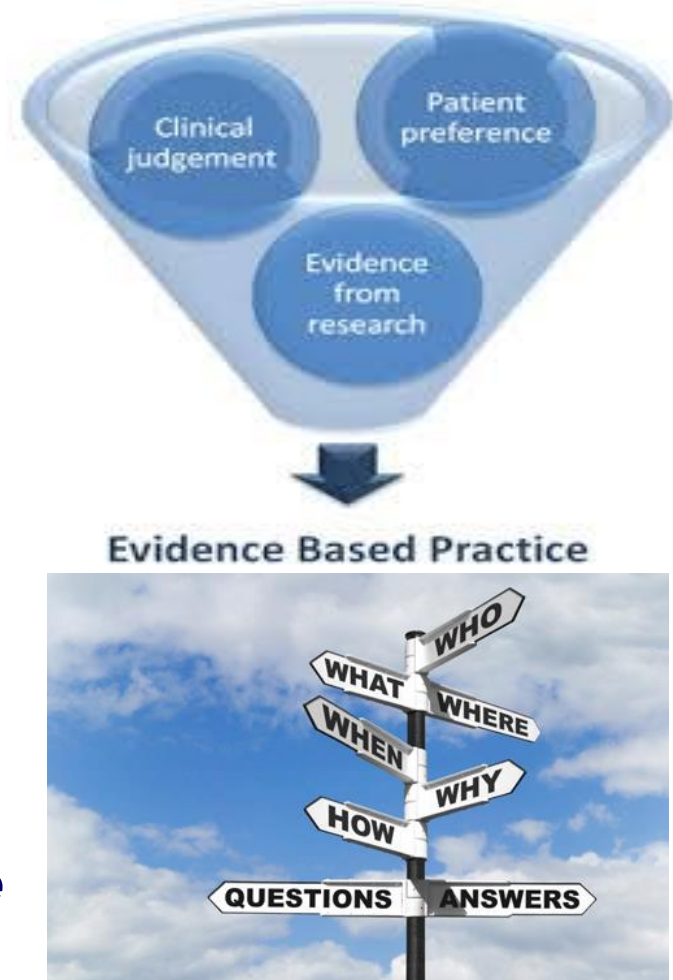 Clinical
judgement
Patient
preference
Evidence
from
research
Evidence Based Practice
WHO
WHAT
WHERE
WHEN
WHY
HOW
QUESTIONS
ANSWERS